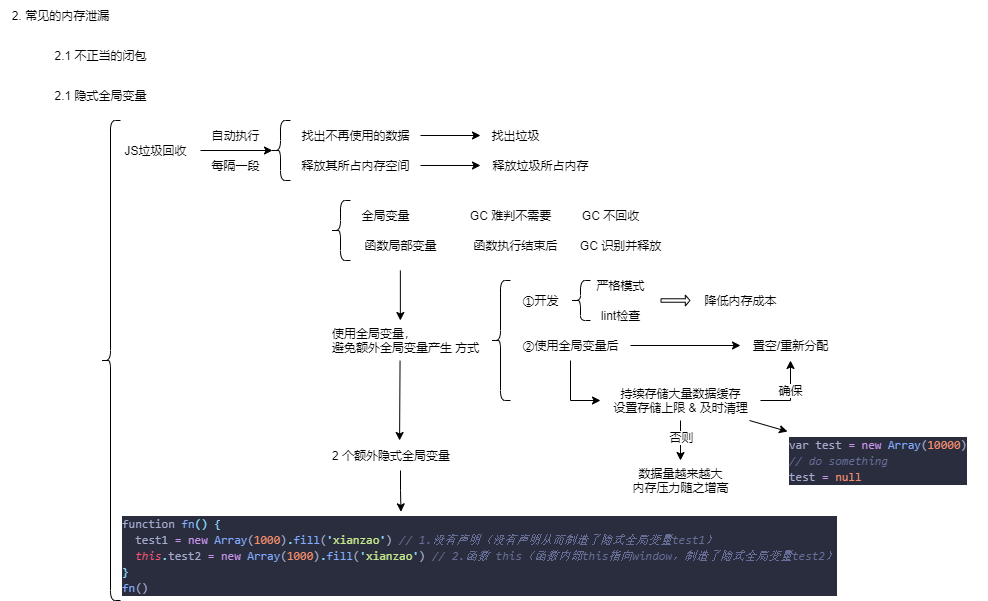 2. 常见的内存泄漏
2.1 不正当的闭包
2.1 隐式全局变量
JS垃圾回收
自动执行
每隔一段
找出不再使用的数据
找出垃圾
释放其所占内存空间
释放垃圾所占内存
全局变量
GC 难判不需要
GC 不回收
函数局部变量
函数执行结束后
GC 识别并释放
使用全局变量，
避免额外全局变量产生 方式
①开发
严格模式
lint检查
降低内存成本
②使用全局变量后
置空/重新分配
确保
持续存储大量数据缓存
设置存储上限 & 及时清理
否则
数据量越来越大
内存压力随之增高
var test = new Array(10000)
// do something
test = null
2 个额外隐式全局变量
function fn() {
test1 = new Array(1000).fill('xianzao') // 1.没有声明（没有声明从而制造了隐式全局变量test1）
this.test2 = new Array(1000).fill('xianzao') // 2.函数 this（函数内部this指向window，制造了隐式全局变量test2）
}
fn()